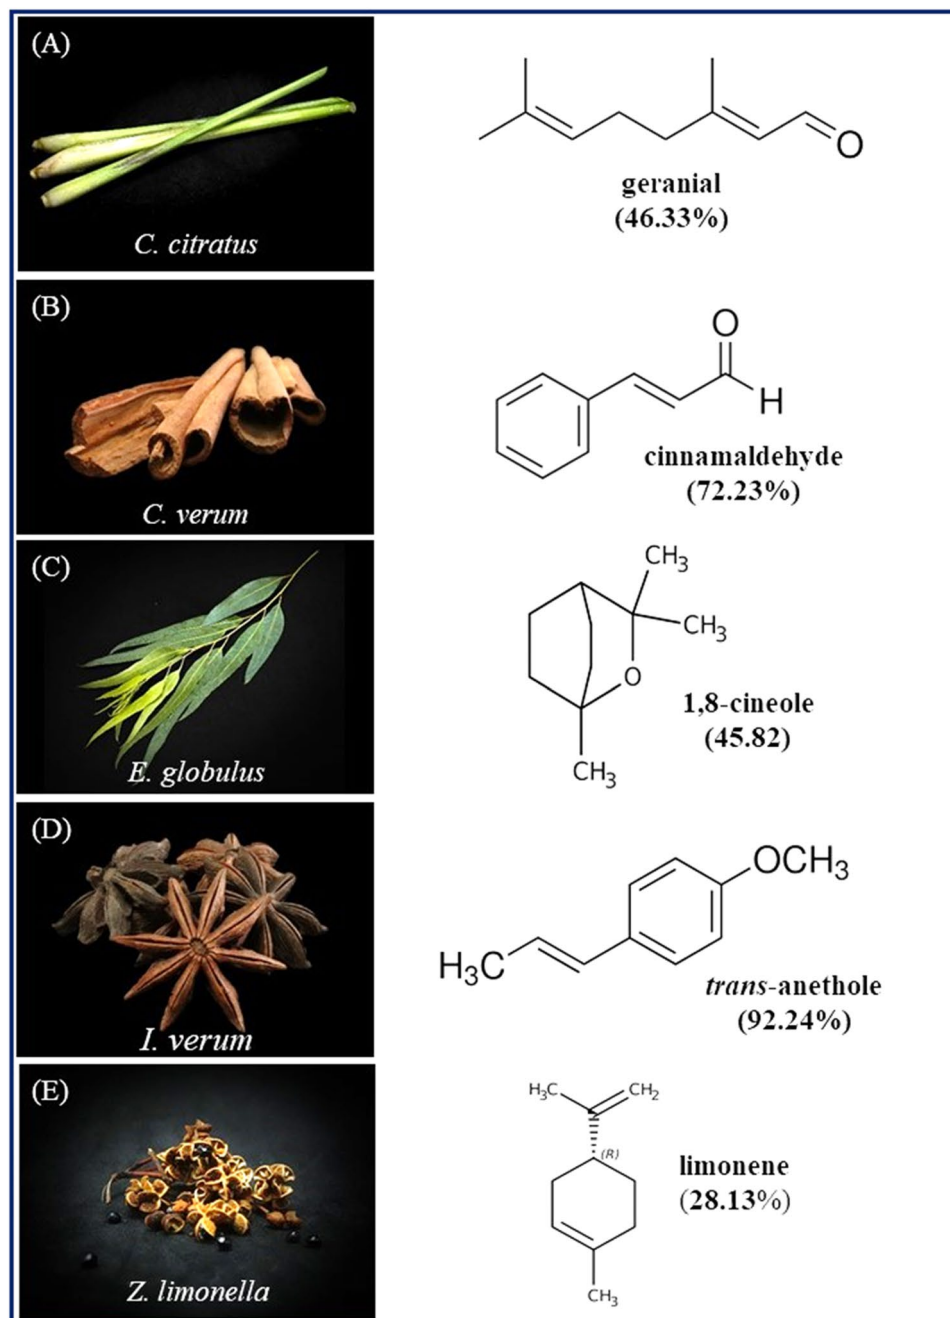 (A)
C. citratus
O
geranial
(46.33%)
(B)
C. verum
O
H
cinnamaldehyde
(72.23%)
(C)
E. globulus
CH3
CH3
O
CH3
1,8-cineole
(45.82)
(D)
I. verum
OCH3
H3C
trans-anethole
(92.24%)
(E)
Z. limonella
H3C
CH2
(R)
CH3
limonene
(28.13%)